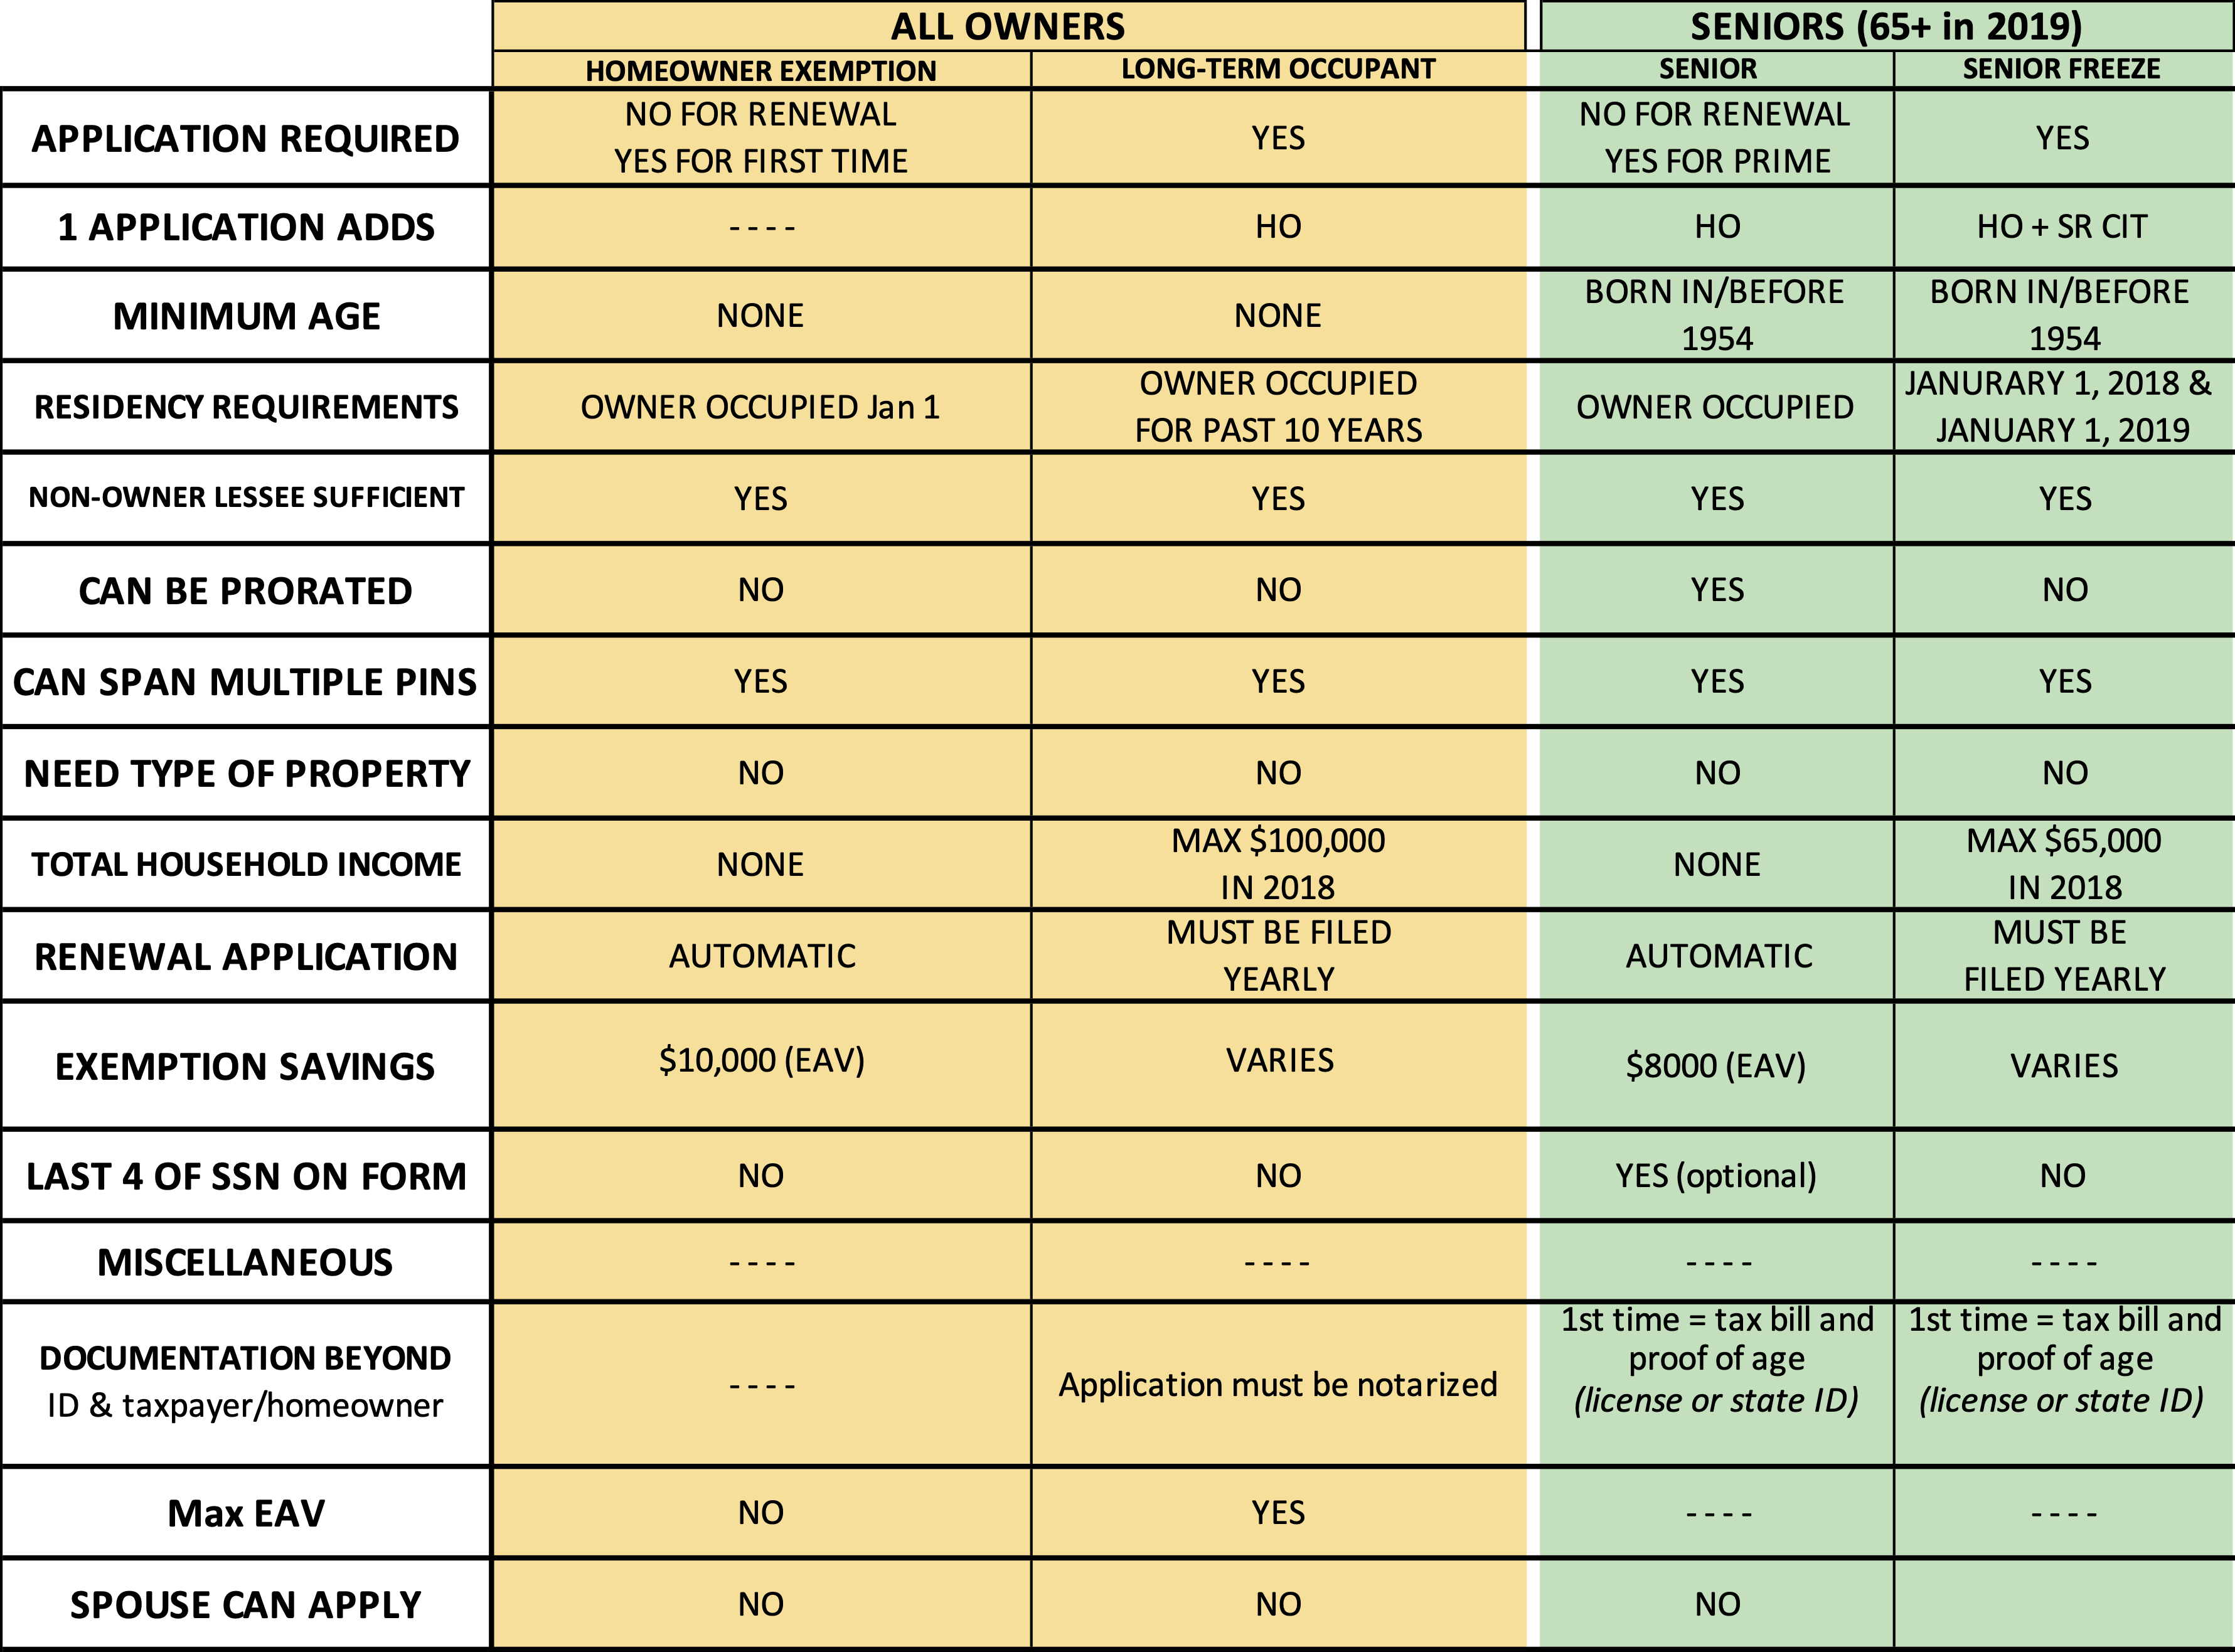 ALL OWNERS
SENIORS (65+ in 2019)
HOMEOWNER EXEMPTION
LONG-TERM OCCUPANT
SENIOR
SENIOR FREEZE
APPLICATION REQUIRED
NO FOR RENEWAL
YES FOR FIRST TIME
YES
NO FOR RENEWAL
YES FOR PRIME
YES
1 APPLICATION ADDS
----
HO
HO
HO + SR CIT
MINIMUM AGE
NONE
NONE
BORN IN/BEFORE
1954
BORN IN/BEFORE
1954
RESIDENCY REQUIREMENTS
OWNER OCCUPIED Jan 1
OWNER OCCUPIED
FOR PAST 10 YEARS
OWNER OCCUPIED
JANURARY 1, 2018 &
JANUARY 1, 2019
NON-OWNER LESSEE SUFFICIENT
YES
YES
YES
YES
CAN BE PRORATED
NO
NO
YES
NO
CAN SPAN MULTIPLE PINS
YES
YES
YES
YES
NEED TYPE OF PROPERTY
NO
NO
NO
NO
TOTAL HOUSEHOLD INCOME
NONE
MAX $100,000
IN 2018
NONE
MAX $65,000
IN 2018
RENEWAL APPLICATION
AUTOMATIC
MUST BE FILED
YEARLY
AUTOMATIC
MUST BE
FILED YEARLY
EXEMPTION SAVINGS
$10,000 (EAV)
VARIES
$8000 (EAV)
VARIES
LAST 4 OF SSN ON FORM
NO
NO
YES (optional)
NO
MISCELLANEOUS
----
----
----
----
DOCUMENTATION BEYOND
ID & taxpayer/homeowner
----
Application must be notarized
1st time = tax bill and
proof of age
(license or state ID)
1st time = tax bill and
proof of age
(license or state ID)
Max EAV
NO
YES
----
----
SPOUSE CAN APPLY
NO
NO
NO